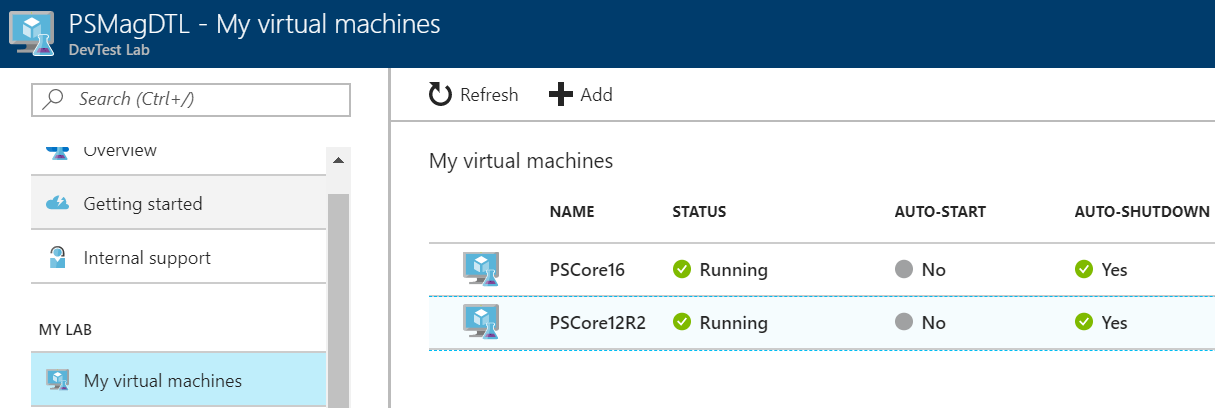 PSMagDTL - My virtual machines
DevTest Lab
Search (Ctrl+/)
Overview
Getting started
Internal support
MY LAB
My virtual machines
Refresh
Add
My virtual machines
NAME STATUS AUTO-START AUTO-SHUTDOWN
PSCore16 Running No Yes
PSCore12R2 Running No Yes